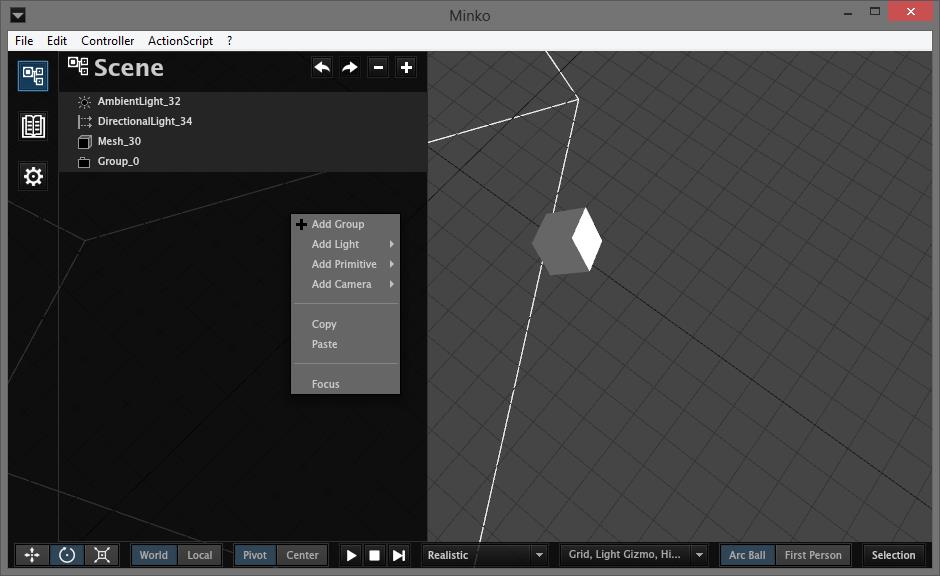 Minko
File Edit Controller ActionScript ?
Scene
AmbientLight_32
DirectionalLight_34
Mesh_30
Group_0
Add Group
Add Light
Add Primitive
Add Camera
Copy
Paste
Focus
World Local Pivot Center Realistic Grid, Light Gizmo, Hi... Arc Ball First Person Selection